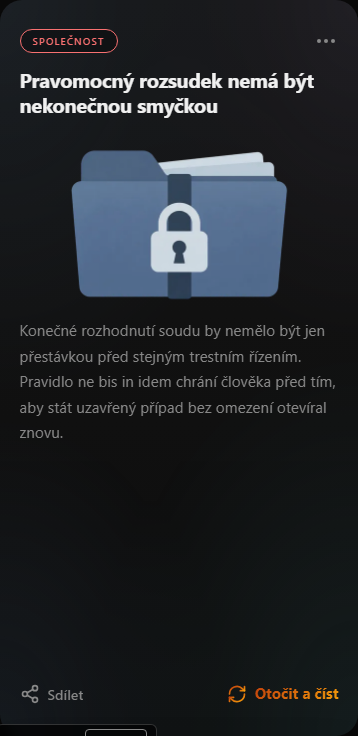 SPOLEČNOST
Pravomocný rozsudek nemá být
nekonečnou smyčkou
Konečné rozhodnutí soudu by nemělo být jen
přestávkou před stejným trestním řízením.
Pravidlo ne bis in idem chrání člověka před tím,
aby stát uzavřený případ bez omezení otevíral
znovu.
Sdílet
Otočit a číst